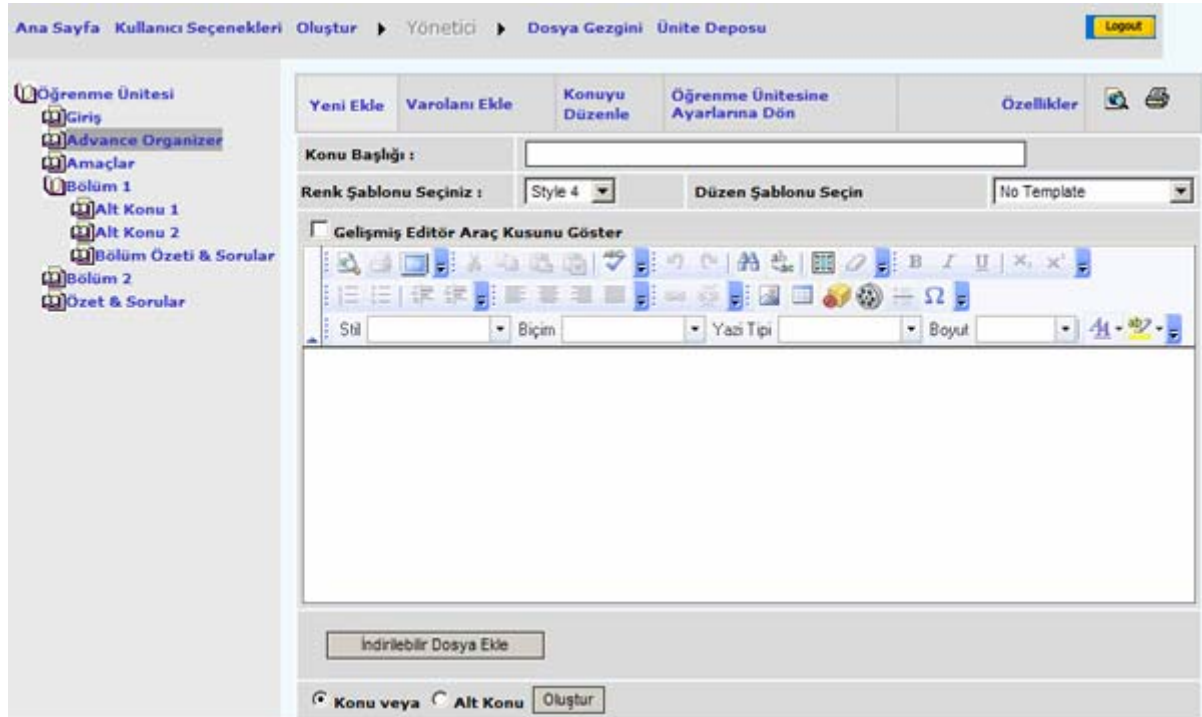 Ana Sayfa Kullanıcı Seçenekleri Oluştur Yönetici Dosya Gezgini Ünite Deposu Logout
Öğrenme Ünitesi
Giriş
Advance Organizer
Amaçlar
Bölüm 1
Alt Konu 1
Alt Konu 2
Bölüm Özeti & Sorular
Bölüm 2
Özet & Sorular
Yeni Ekle Varolanı Ekle Konuyu Düzenle Öğrenme Ünitesine Ayarlarına Dön Özellikler
Konu Başlığı :
Renk Şablonu Seçiniz : Style 4 Düzen Şablonu Seçin No Template
Gelişmiş Editör Araç Kusunu Göster
B I U X₁ X¹
Ω
Stil Biçim Yazi Tipi Boyut
İndirilebilir Dosya Ekle
Konu veya Alt Konu Oluştur